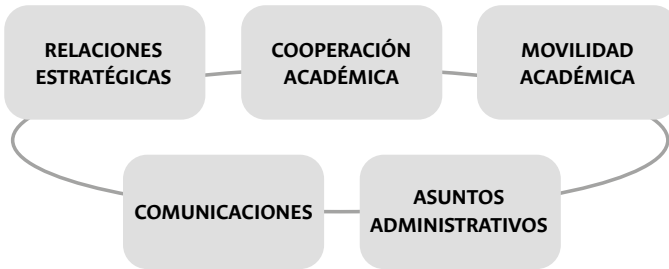 RELACIONES
ESTRATÉGICAS
COOPERACIÓN
ACADÉMICA
MOVILIDAD
ACADÉMICA
COMUNICACIONES
ASUNTOS
ADMINISTRATIVOS